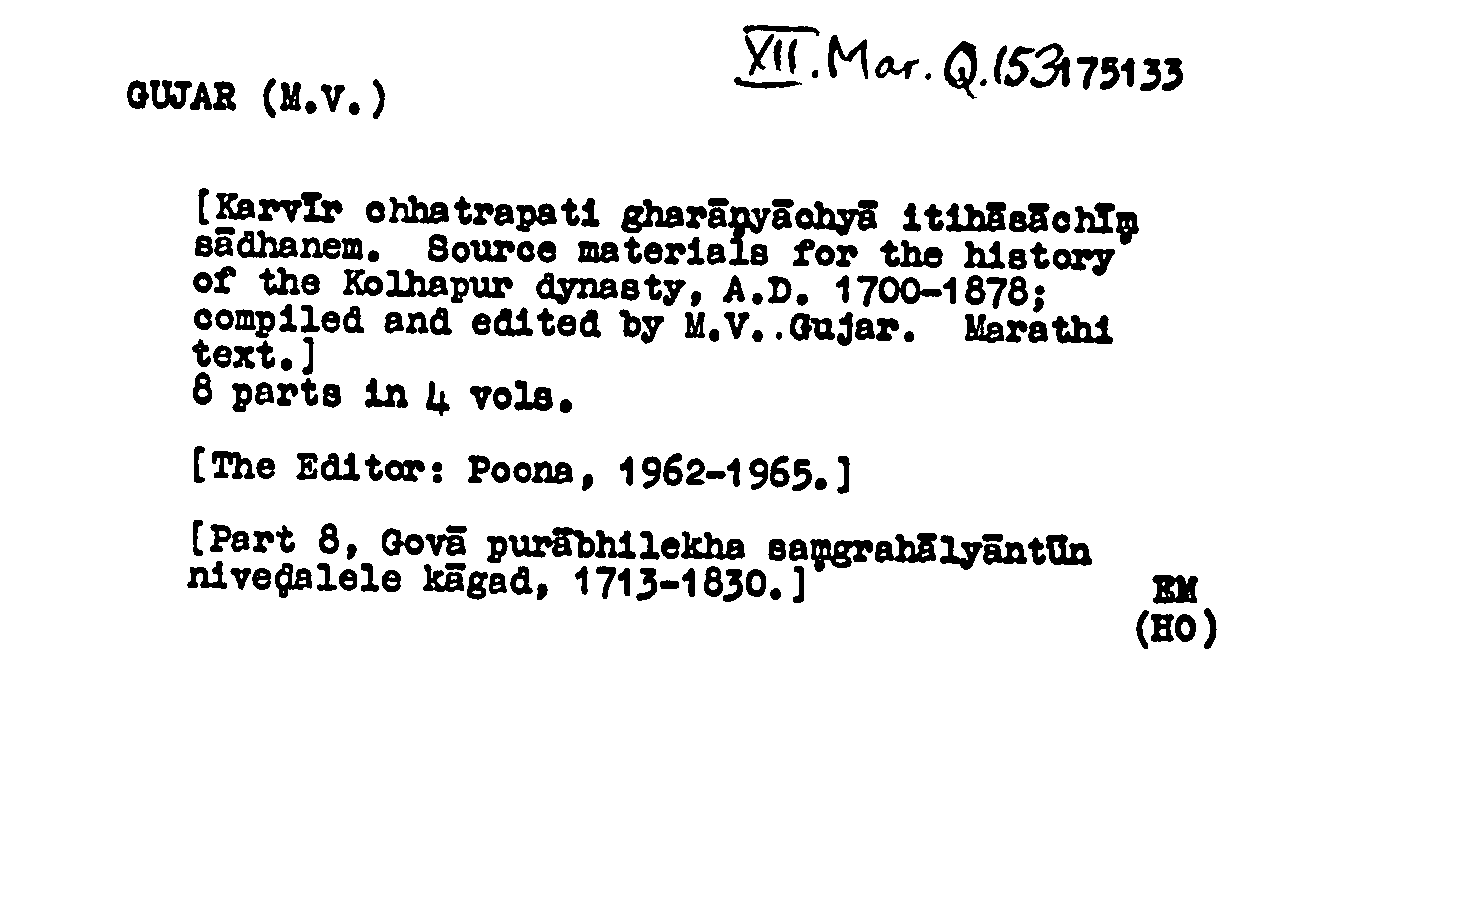 XII. Mar. Q. 153 175133
GUJAR (M.V.)
[Karvīr chhatrapati gharāṇyāchyā itihāsāchīṃ
sādhanem. Source materials for the history
of the Kolhapur dynasty, A.D. 1700-1878;
compiled and edited by M.V..Gujar. Marathi
text.]
8 parts in 4 vols.
[The Editor: Poona, 1962-1965.]
[Part 8, Govā purābhilekha saṃgrahālyāntūn
niveḍalele kāgad, 1713-1830.]
EM
(HO)